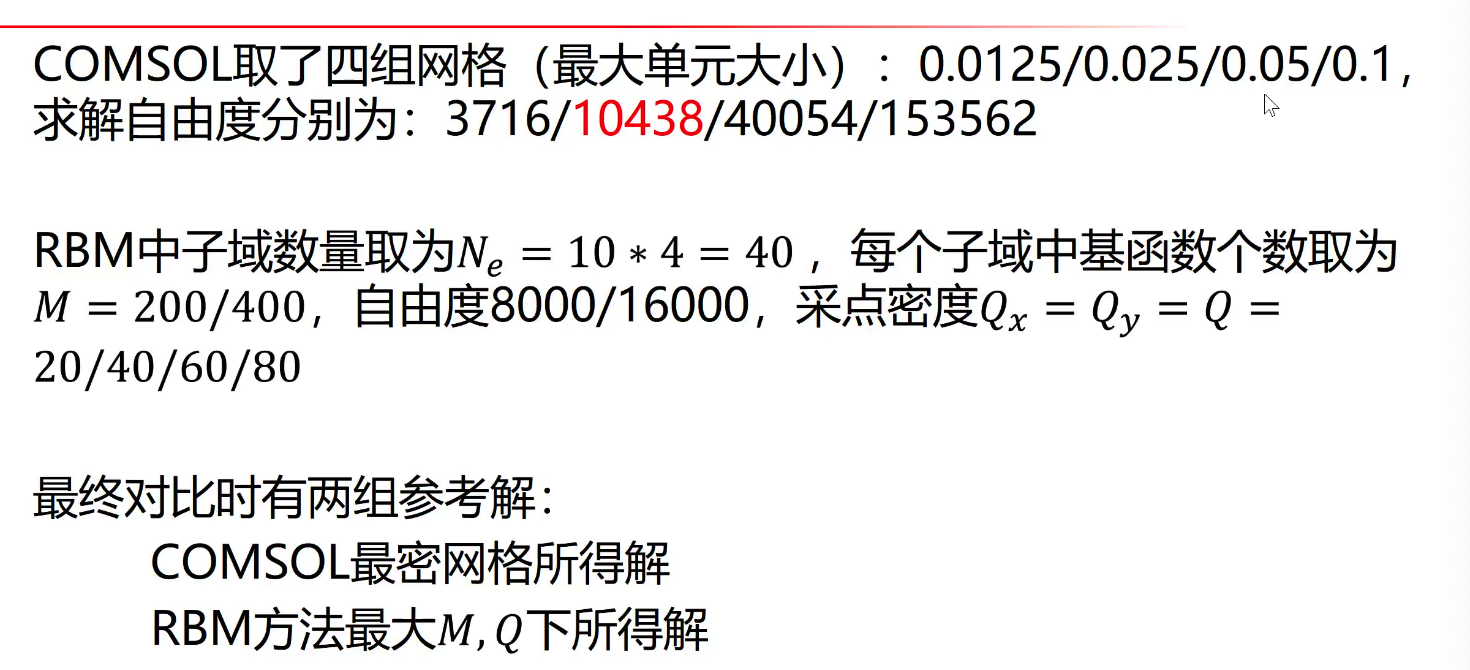 COMSOL取了四组网格（最大单元大小）：0.0125/0.025/0.05/0.1，
求解自由度分别为：3716/10438/40054/153562
RBM中子域数量取为Nₑ = 10 ∗ 4 = 40 ，每个子域中基函数个数取为
M = 200/400，自由度8000/16000，采点密度Qₓ = Q_y = Q =
20/40/60/80
最终对比时有两组参考解：
COMSOL最密网格所得解
RBM方法最大M, Q下所得解